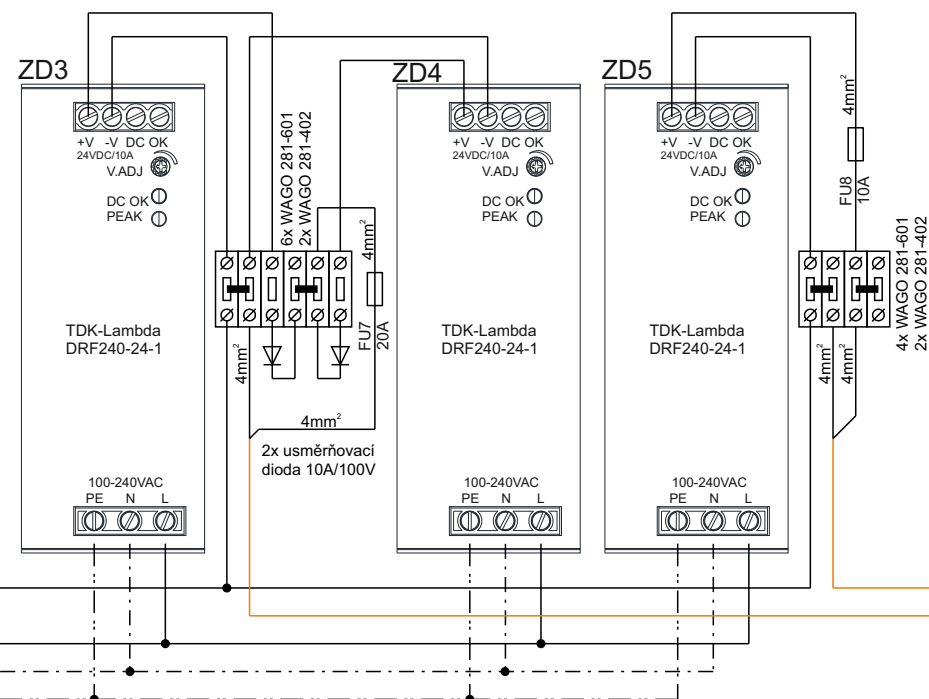 ZD3
+V -V DC OK
24VDC/10A
V.ADJ
DC OK
PEAK
TDK-Lambda
DRF240-24-1
100-240VAC
PE N L
6x WAGO 281-601
2x WAGO 281-402
4mm²
FU7
20A
4mm²
4mm²
2x usměrňovací
dioda 10A/100V
ZD4
+V -V DC OK
24VDC/10A
V.ADJ
DC OK
PEAK
TDK-Lambda
DRF240-24-1
100-240VAC
PE N L
ZD5
+V -V DC OK
24VDC/10A
V.ADJ
DC OK
PEAK
TDK-Lambda
DRF240-24-1
100-240VAC
PE N L
4mm²
FU8
10A
4x WAGO 281-601
2x WAGO 281-402
4mm²
4mm²